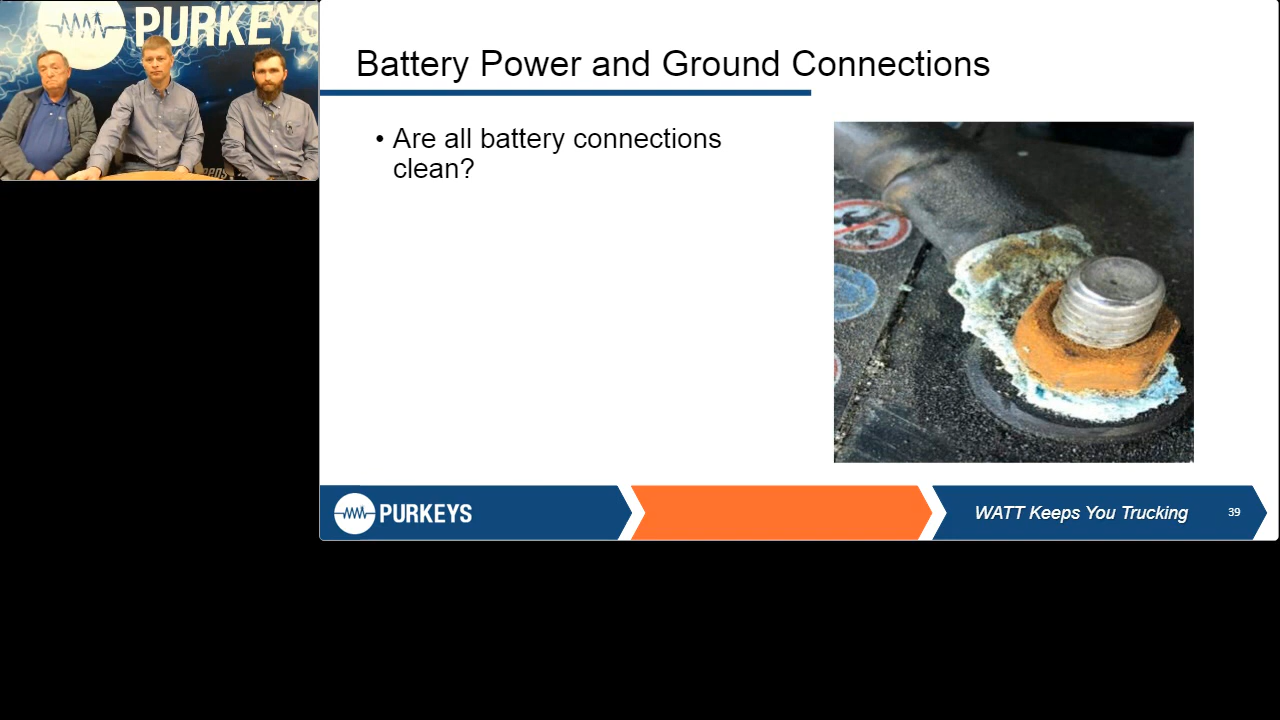 PURKEYS
Battery Power and Ground Connections
• Are all battery connections
clean?
PURKEYS
WATT Keeps You Trucking
39